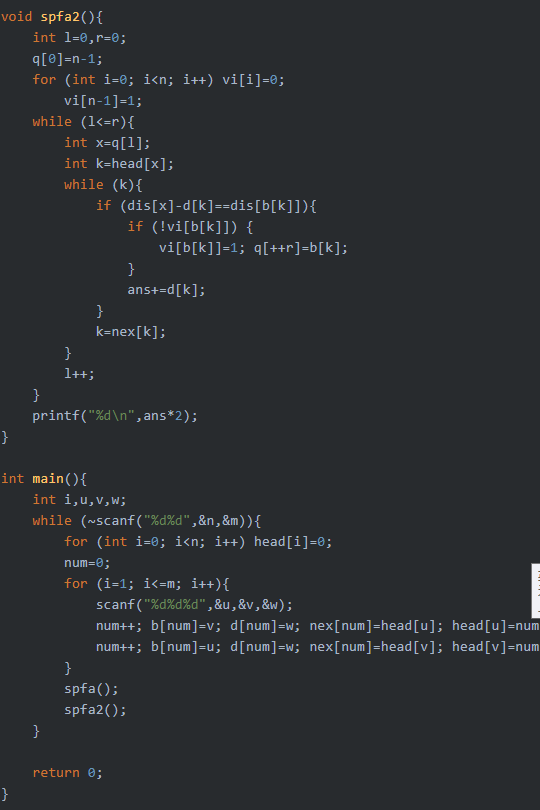 void spfa2(){
    int l=0,r=0;
    q[0]=n-1;
    for (int i=0; i<n; i++) vi[i]=0;
        vi[n-1]=1;
    while (l<=r){
        int x=q[l];
        int k=head[x];
        while (k){
            if (dis[x]-d[k]==dis[b[k]]){
                if (!vi[b[k]]) {
                    vi[b[k]]=1; q[++r]=b[k];
                }
                ans+=d[k];
            }
            k=nex[k];
        }
        l++;
    }
    printf("%d\n",ans*2);
}

int main(){
    int i,u,v,w;
    while (~scanf("%d%d",&n,&m)){
        for (int i=0; i<n; i++) head[i]=0;
        num=0;
        for (i=1; i<=m; i++){
            scanf("%d%d%d",&u,&v,&w);
            num++; b[num]=v; d[num]=w; nex[num]=head[u]; head[u]=num
            num++; b[num]=u; d[num]=w; nex[num]=head[v]; head[v]=num
        }
        spfa();
        spfa2();
    }

    return 0;
}